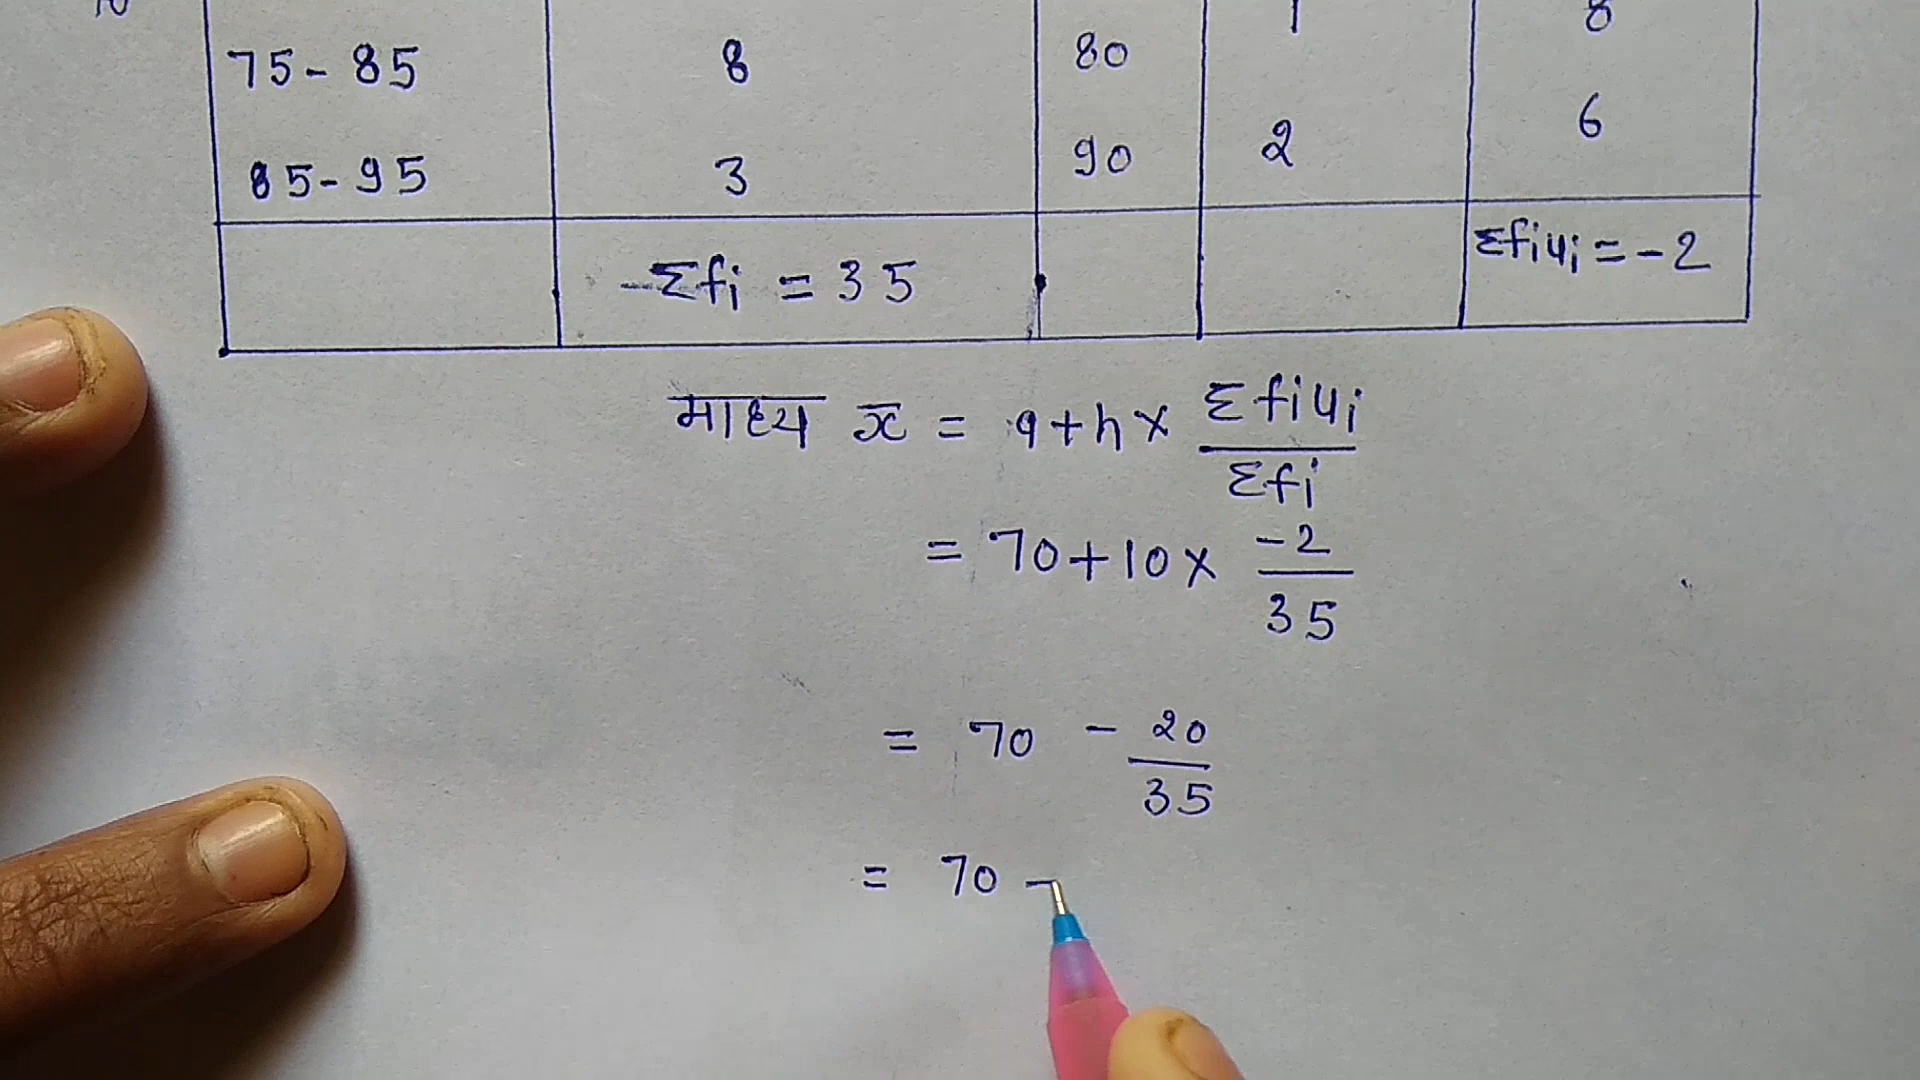 1 8
75-85 8 80
85-95 3 90 2 6
Σfi = 35 Σfiui = -2
माध्य x̄ = a+h× Σfiui
Σfi
= 70+10× -2
35
= 70 - 20
35
= 70 -